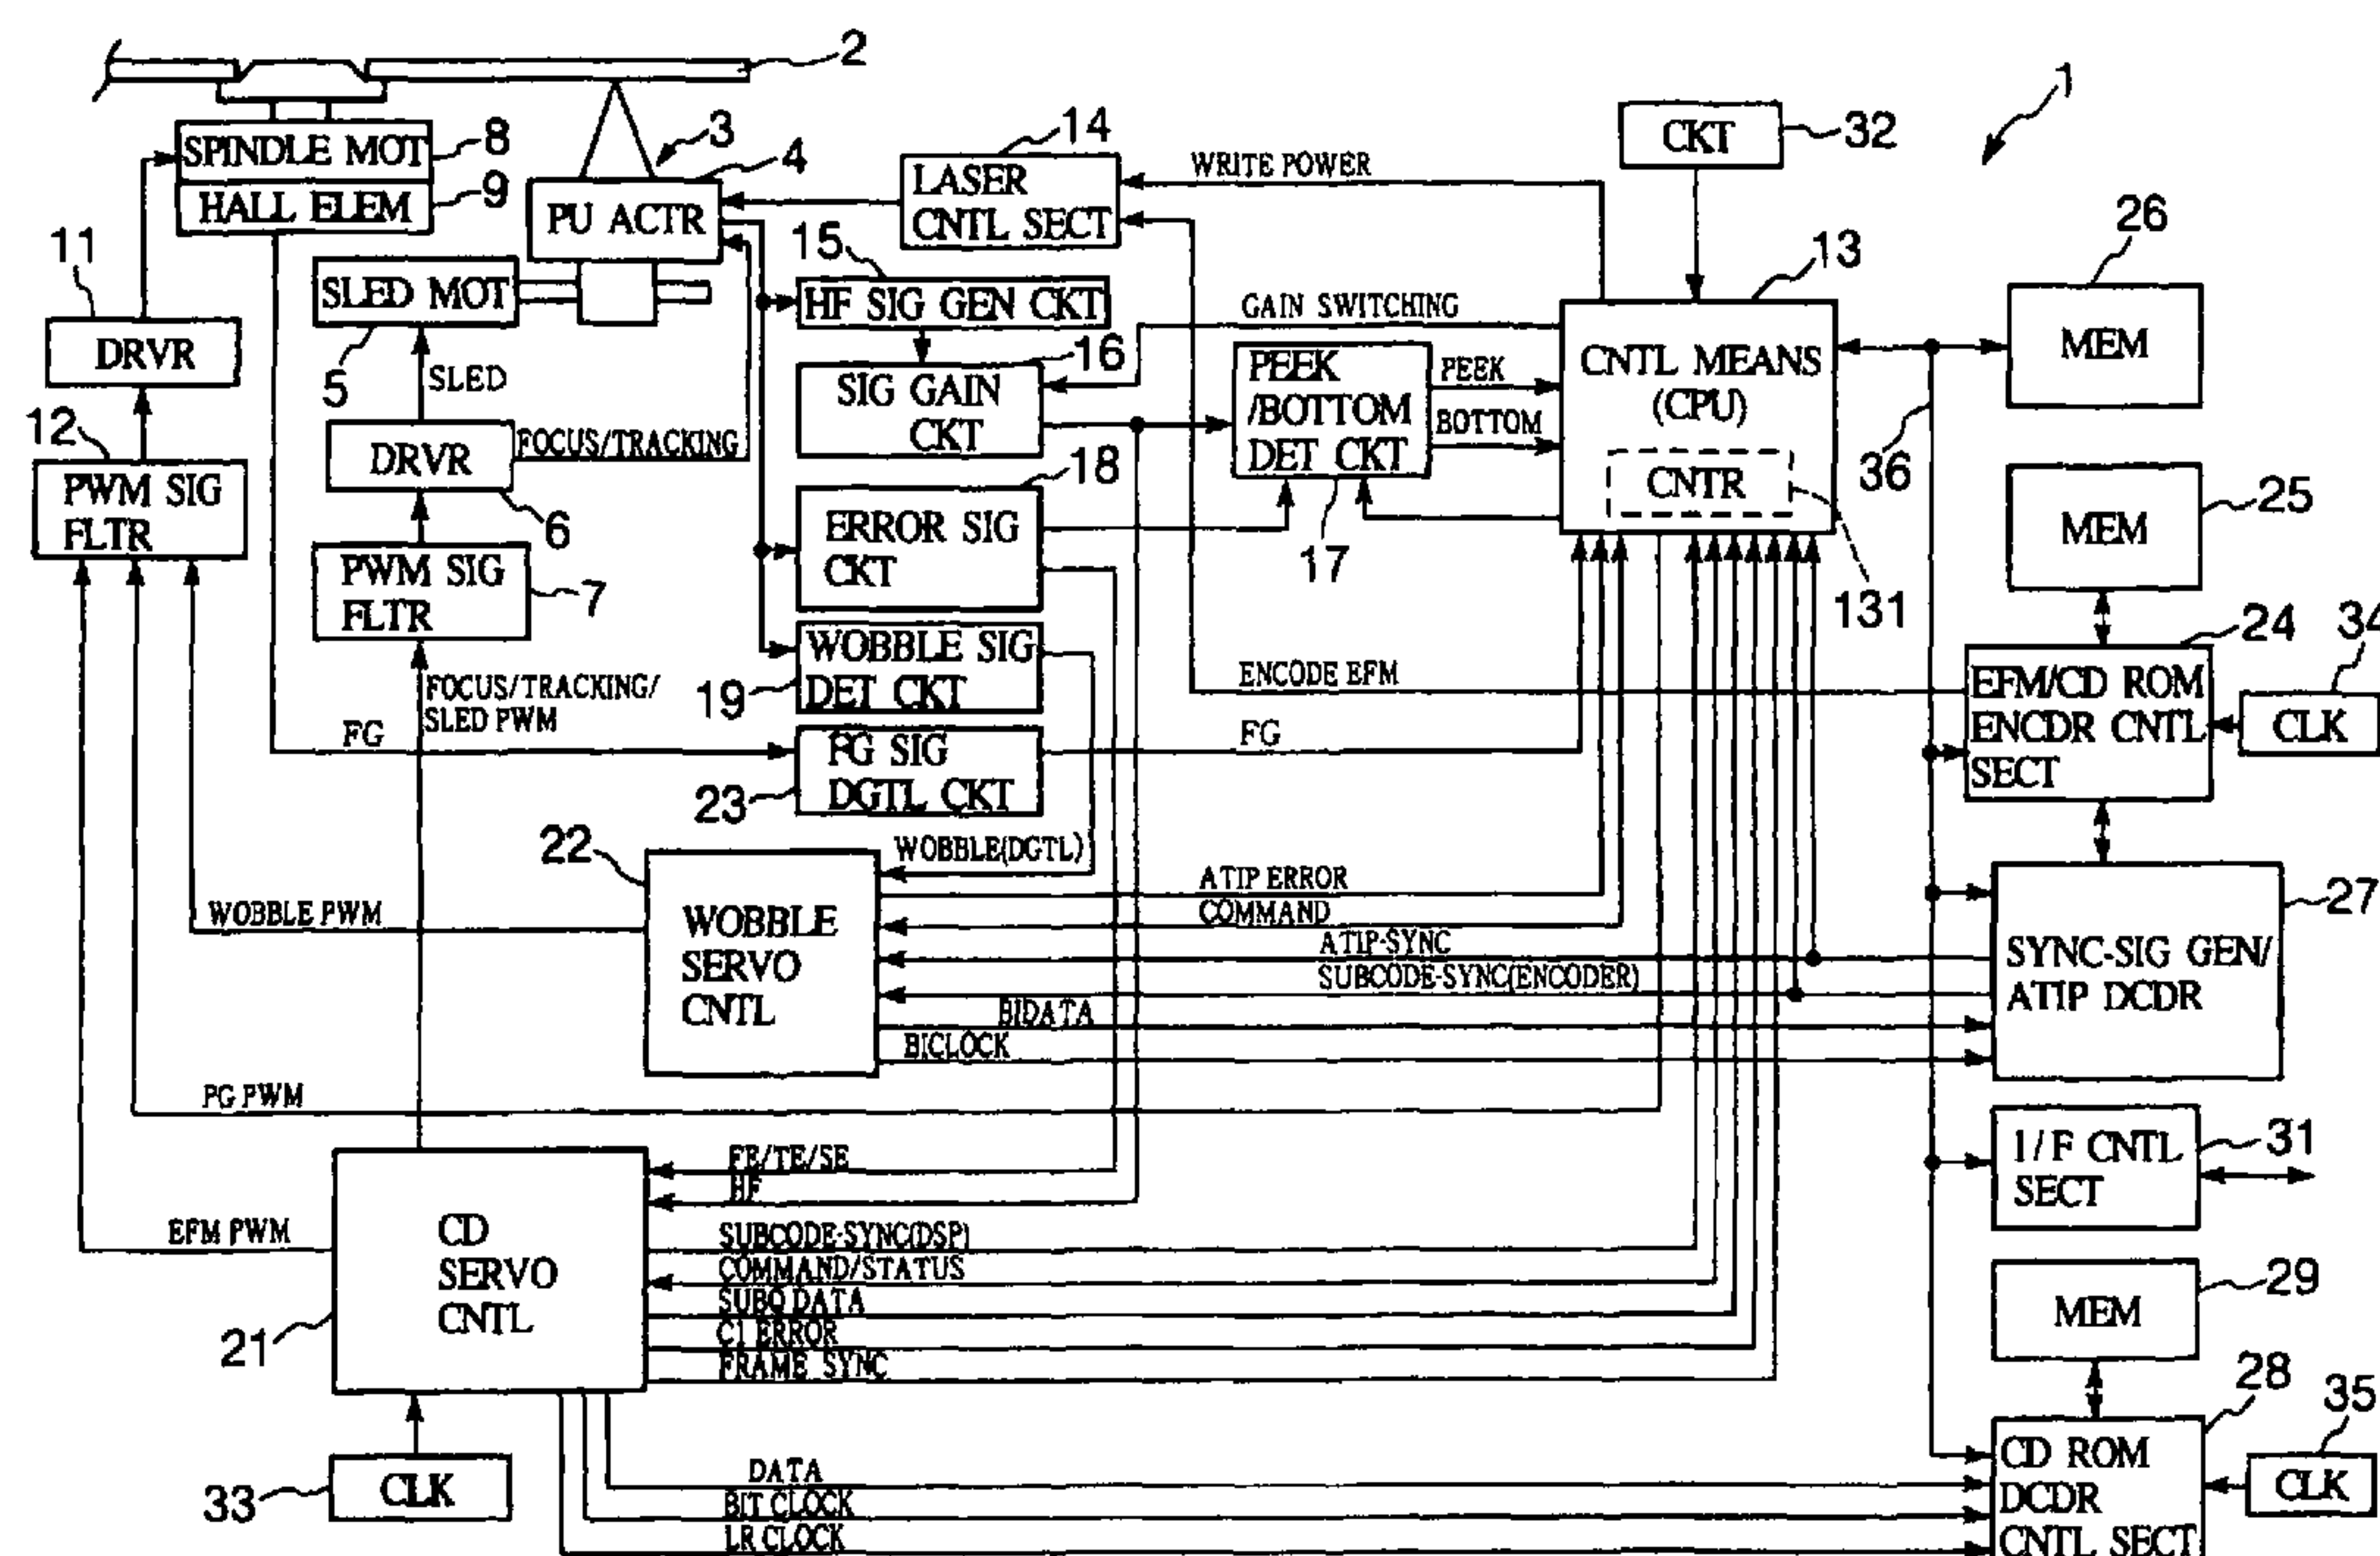 2
1
SPINDLE MOT
8
HALL ELEM
9
3
4
PU ACTR
14
LASER
CNTL SECT
WRITE POWER
CKT
32
11
DRVR
SLED MOT
5
15
HF SIG GEN CKT
GAIN SWITCHING
13
CNTL MEANS
(CPU)
CNTR
131
26
MEM
36
SLED
16
SIG GAIN
CKT
PEEK
/BOTTOM
DET CKT
17
PEEK
BOTTOM
12
PWM SIG
FLTR
DRVR
6
FOCUS/TRACKING
18
ERROR SIG
CKT
25
MEM
PWM SIG
FLTR
7
WOBBLE SIG
DET CKT
19
ENCODE EFM
24
EFM/CD ROM
ENCDR CNTL
SECT
34
CLK
FOCUS/TRACKING/
SLED PWM
FG
FG SIG
DGTL CKT
23
FG
22
WOBBLE
SERVO
CNTL
WOBBLE(DGTL)
WOBBLE PWM
ATIP ERROR
COMMAND
ATIP-SYNC
SUBCODE-SYNC(ENCODER)
BIDATA
BICLOCK
27
SYNC-SIG GEN/
ATIP DCDR
FG PWM
I/F CNTL
SECT
31
CD
SERVO
CNTL
21
FE/TE/SE
HF
EFM PWM
SUBCODE-SYNC(DSP)
COMMAND/STATUS
SUBQ DATA
C1 ERROR
FRAME SYNC
MEM
29
CLK
33
DATA
BIT CLOCK
LR CLOCK
28
CD ROM
DCDR
CNTL SECT
35
CLK